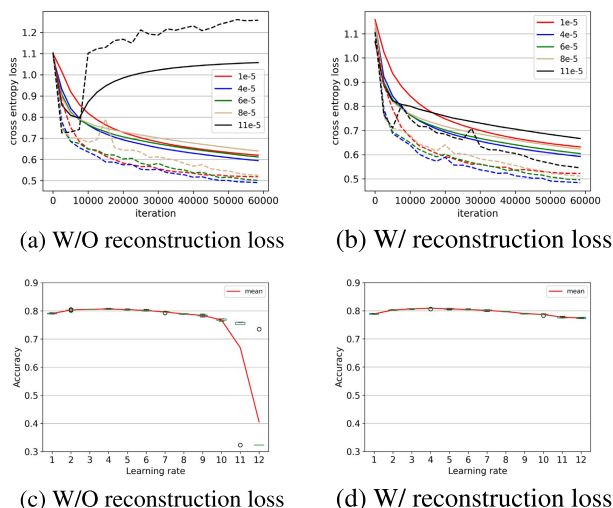 cross entropy loss
1.2
1.1
1.0
0.9
0.8
0.7
0.6
0.5
1e-5
4e-5
6e-5
8e-5
11e-5
0 10000 20000 30000 40000 50000 60000
iteration
(a) W/O reconstruction loss
cross entropy loss
1.1
1.0
0.9
0.8
0.7
0.6
0.5
1e-5
4e-5
6e-5
8e-5
11e-5
0 10000 20000 30000 40000 50000 60000
iteration
(b) W/ reconstruction loss
Accuracy
0.9
0.8
0.7
0.6
0.5
0.4
0.3
mean
1 2 3 4 5 6 7 8 9 10 11 12
Learning rate
(c) W/O reconstruction loss
Accuracy
0.9
0.8
0.7
0.6
0.5
0.4
0.3
mean
1 2 3 4 5 6 7 8 9 10 11 12
Learning rate
(d) W/ reconstruction loss